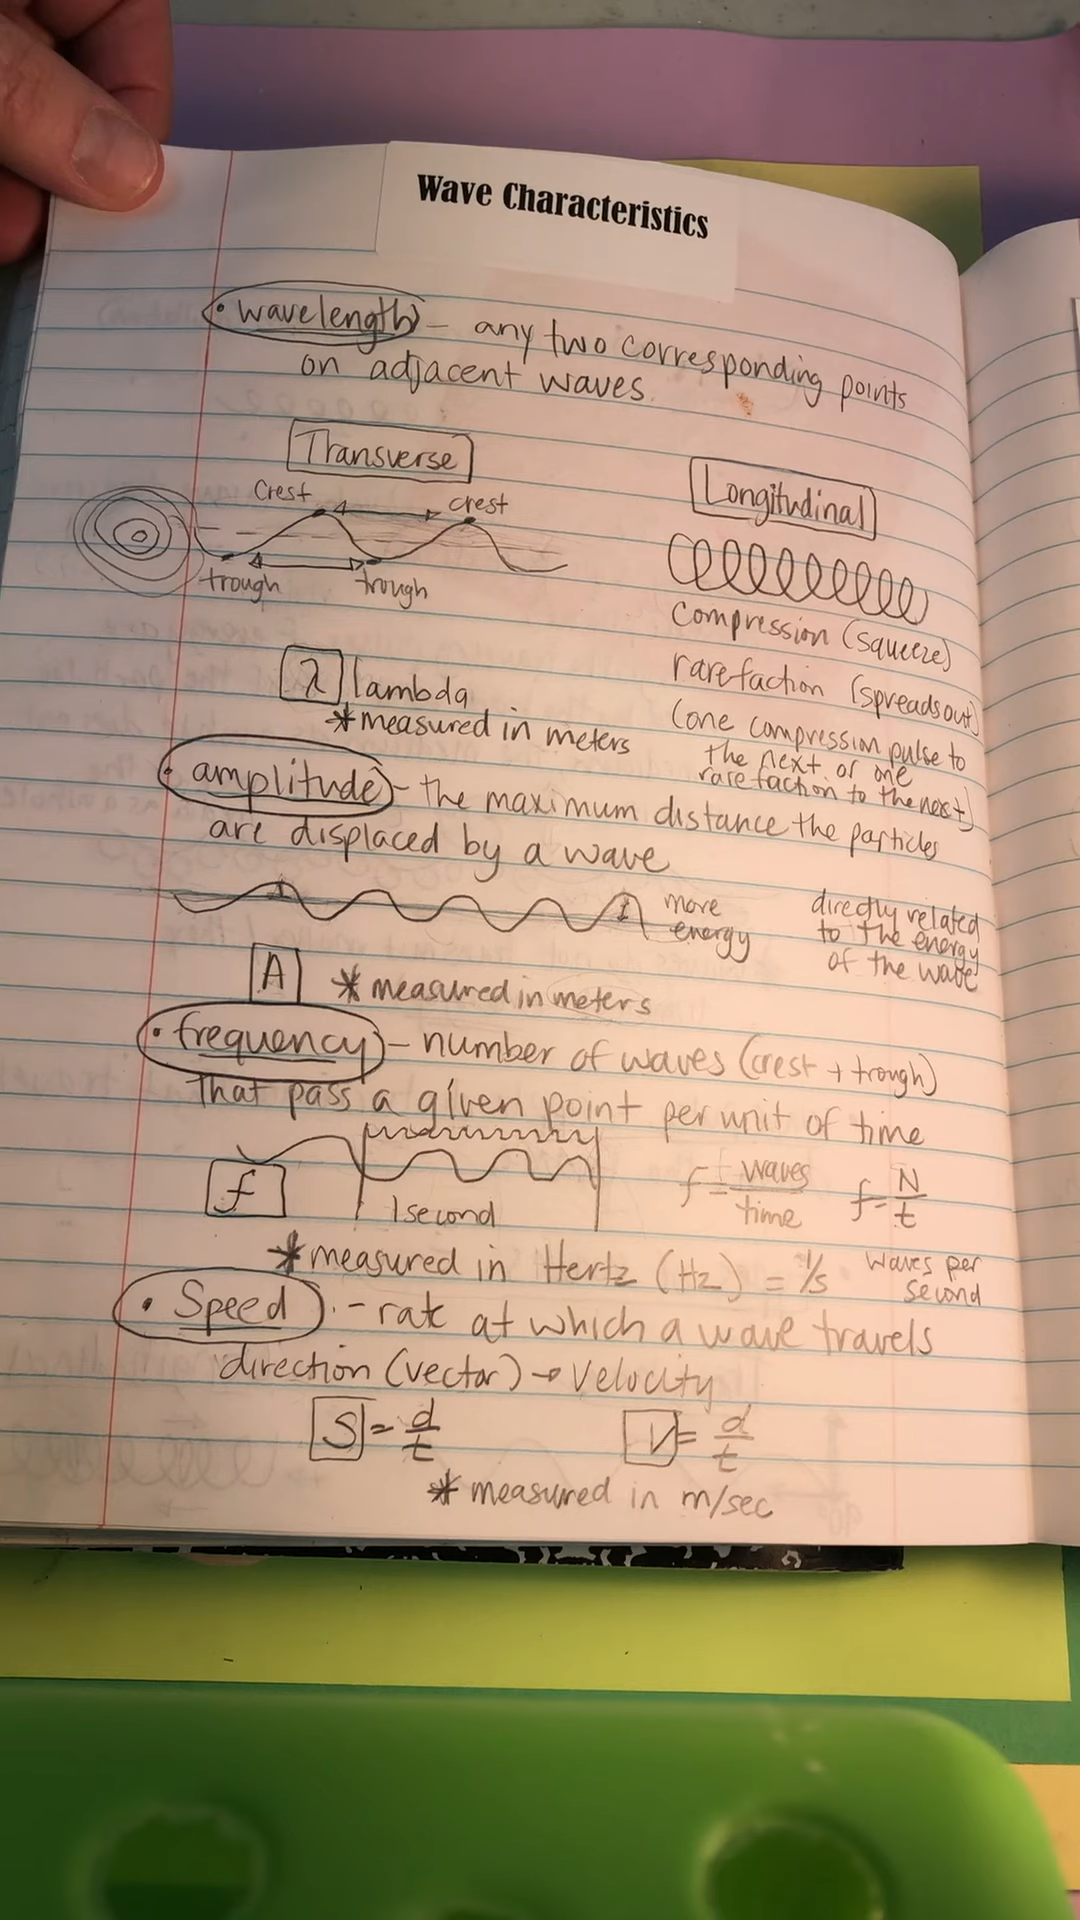 Wave Characteristics
• wavelength – any two corresponding points
on adjacent waves.
Transverse
Crest crest
trough trough
λ lambda
*measured in meters
Longitudinal
Compression (squeeze)
rarefaction (spreads out)
(one compression pulse to
the next or one
rarefaction to the next)
• amplitude – the maximum distance the particles
are displaced by a wave
more
energy
directly related
to the energy
of the wave
A * measured in meters
• frequency – number of waves (crest + trough)
that pass a given point per unit of time
f
1 second
f = waves/time f = N/t
*measured in Hertz (Hz) = 1/s waves per
second
• Speed – rate at which a wave travels
direction (vector) → velocity
S = d/t V = d/t
* measured in m/sec